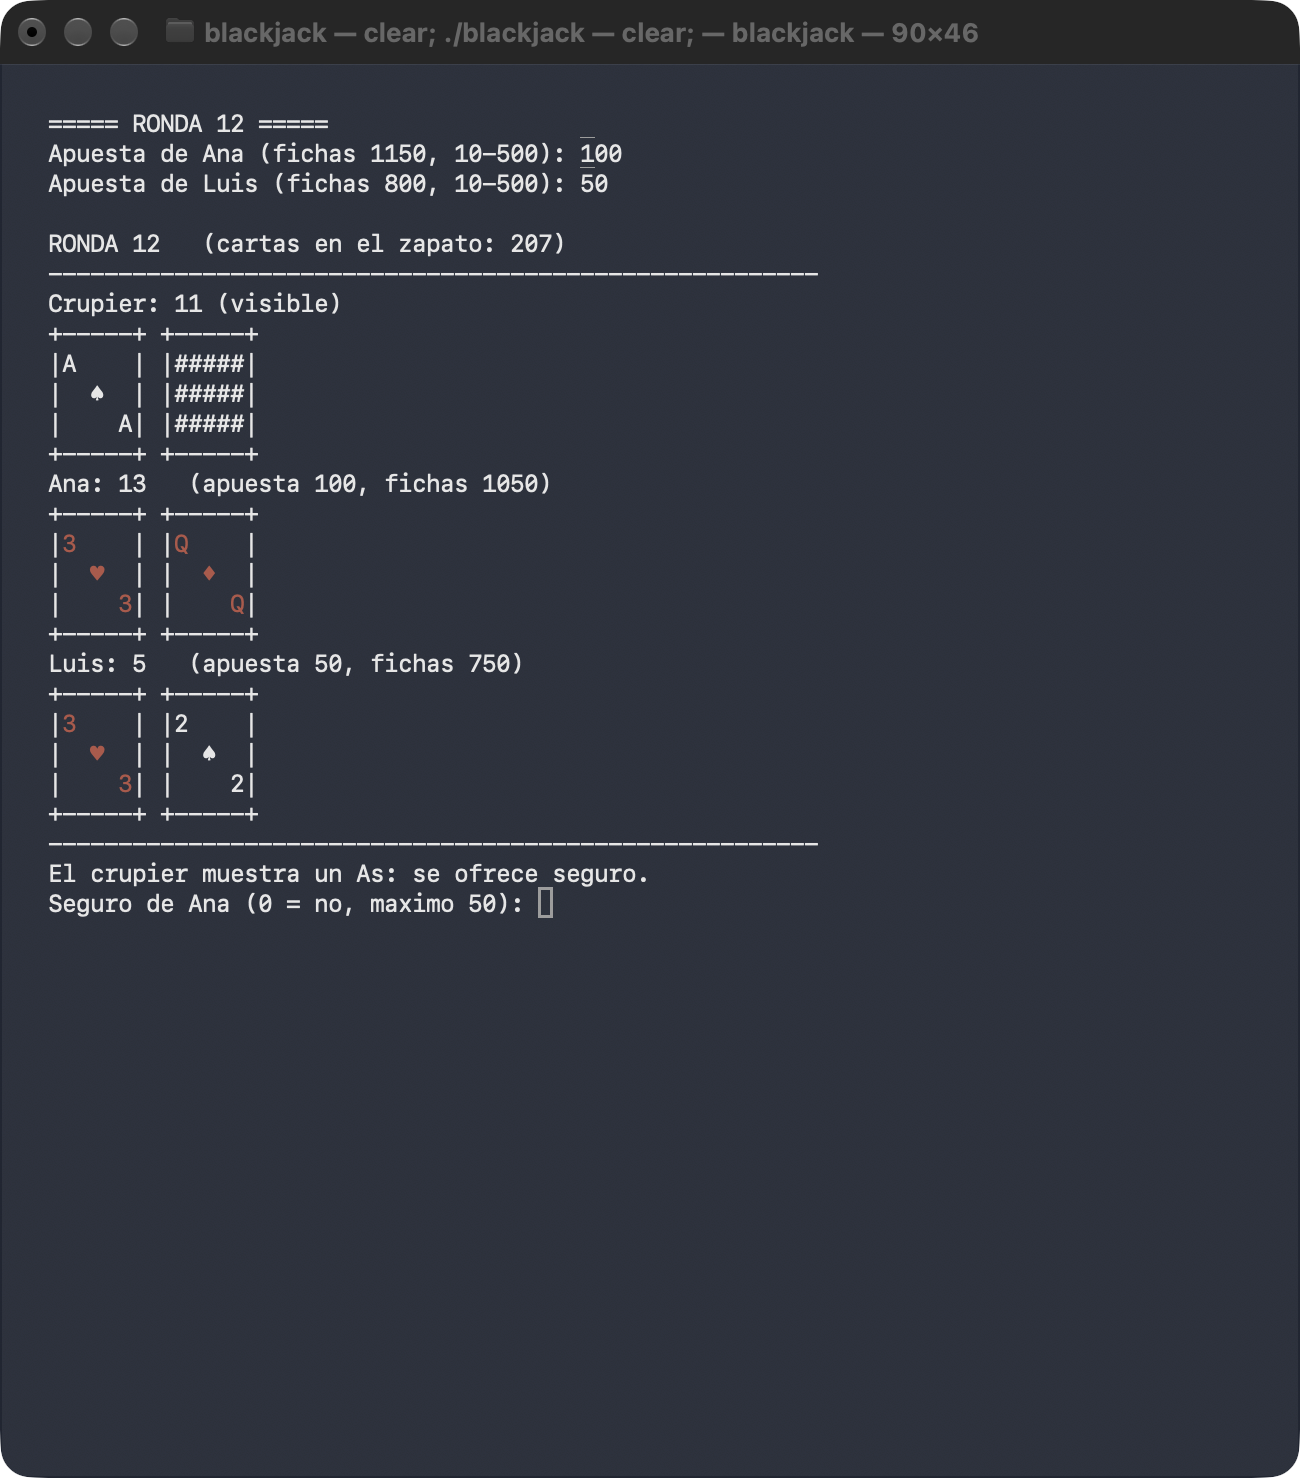 blackjack — clear; ./blackjack — clear; — blackjack — 90×46
===== RONDA 12 =====
Apuesta de Ana (fichas 1150, 10-500): 100
Apuesta de Luis (fichas 800, 10-500): 50
RONDA 12   (cartas en el zapato: 207)
-------------------------------------------------------
Crupier: 11 (visible)
+-----+ +-----+
|A    | |#####|
|  ♠  | |#####|
|    A| |#####|
+-----+ +-----+
Ana: 13   (apuesta 100, fichas 1050)
+-----+ +-----+
|3    | |Q    |
|  ♥  | |  ♦  |
|    3| |    Q|
+-----+ +-----+
Luis: 5   (apuesta 50, fichas 750)
+-----+ +-----+
|3    | |2    |
|  ♥  | |  ♠  |
|    3| |    2|
+-----+ +-----+
-------------------------------------------------------
El crupier muestra un As: se ofrece seguro.
Seguro de Ana (0 = no, maximo 50):